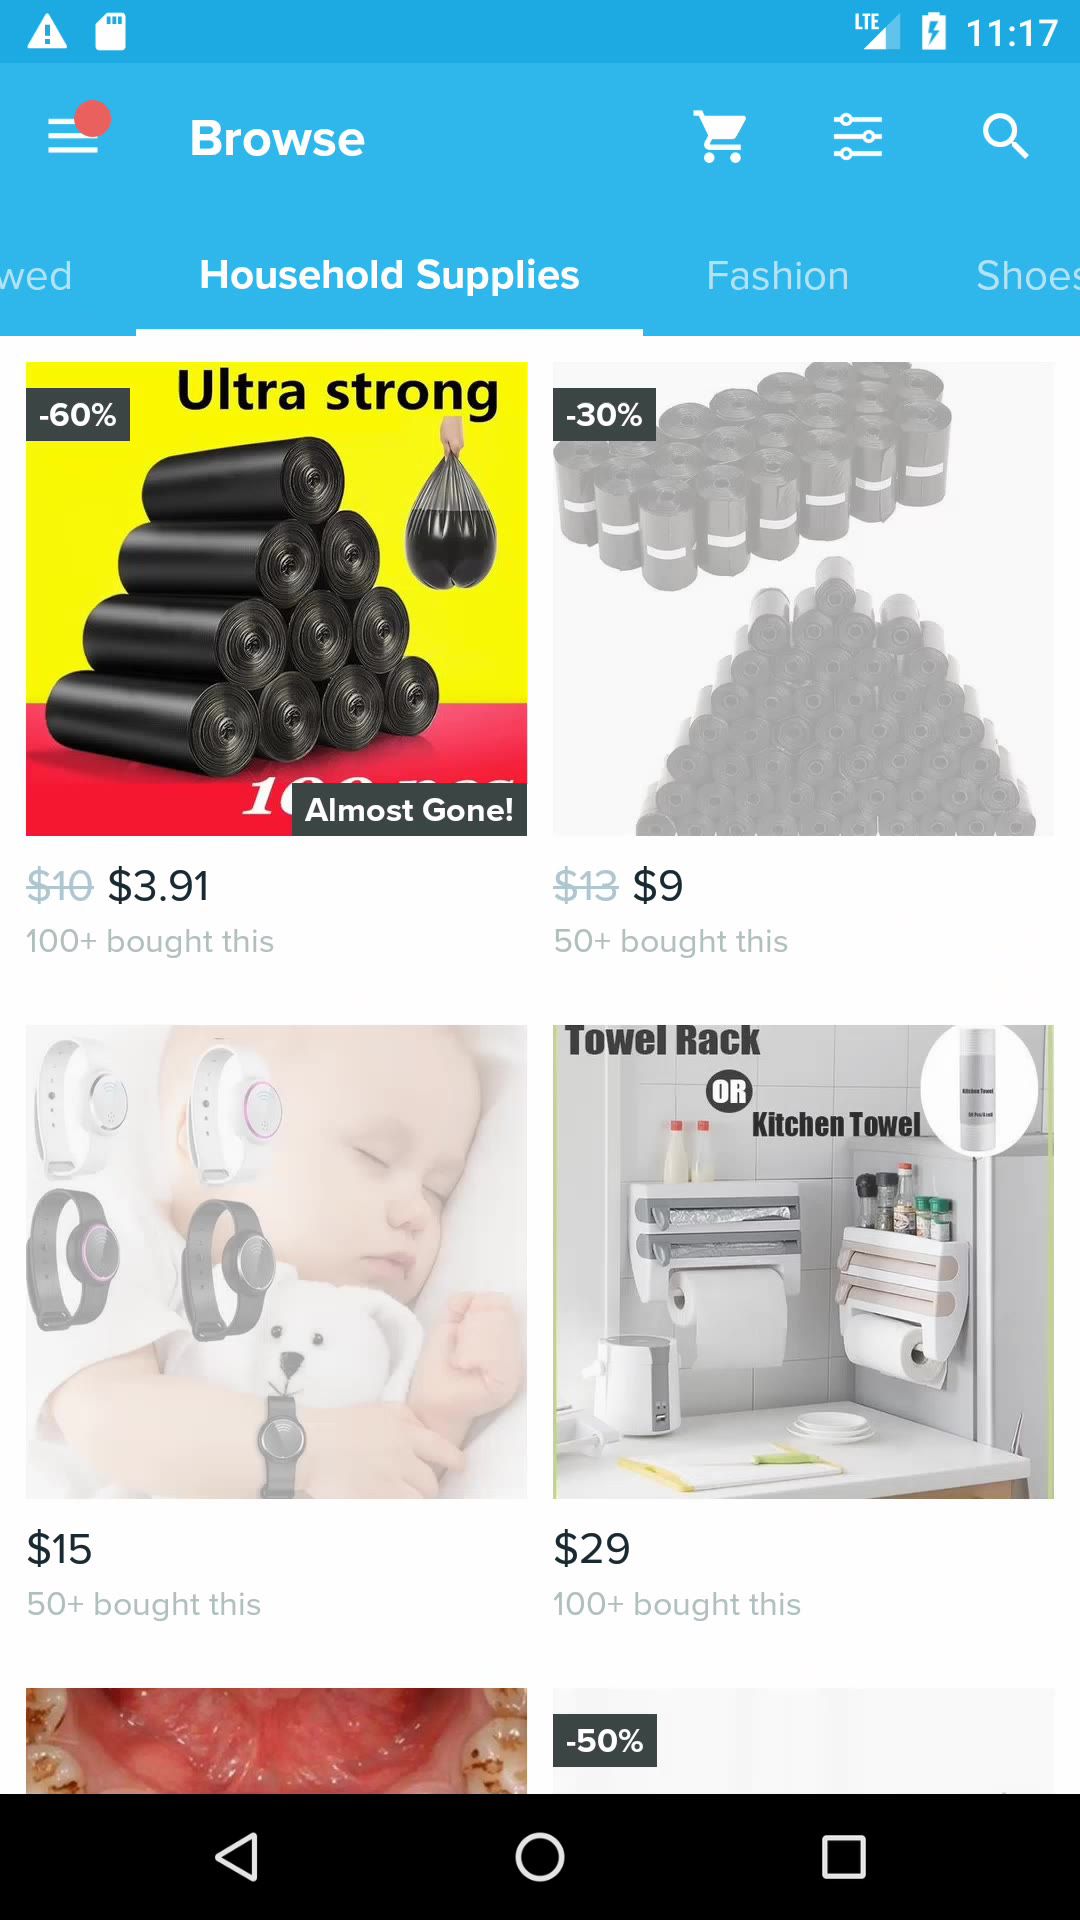 LTE 11:17
Browse
wed Household Supplies Fashion Shoes
-60%
Ultra strong
Almost Gone!
$10 $3.91
100+ bought this
-30%
$13 $9
50+ bought this
$15
50+ bought this
Towel Rack
OR
Kitchen Towel
Kitchen Towel
$29
100+ bought this
-50%